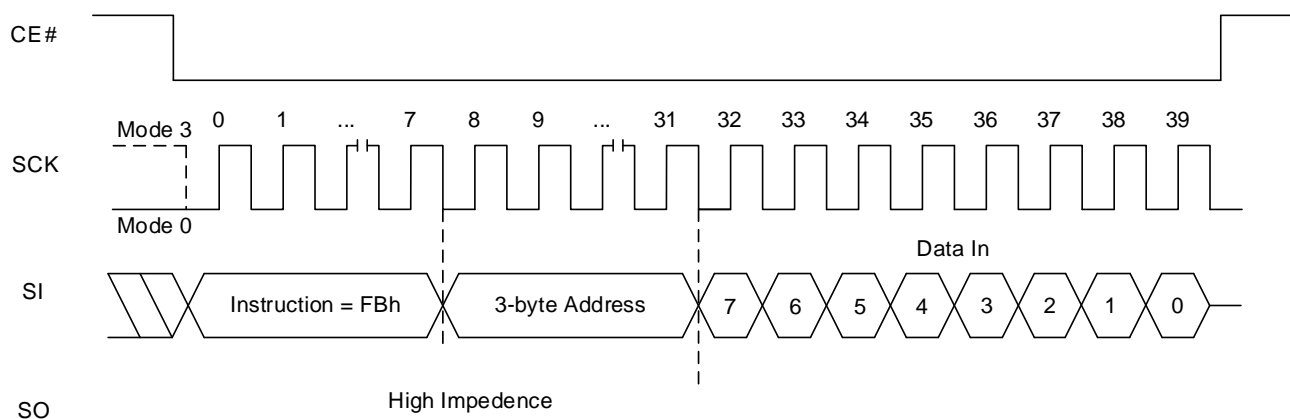 CE#
0 1 ... 7 8 9 ... 31 32 33 34 35 36 37 38 39
Mode 3
SCK
Mode 0
Data In
SI
Instruction = FBh 3-byte Address 7 6 5 4 3 2 1 0
High Impedence
SO